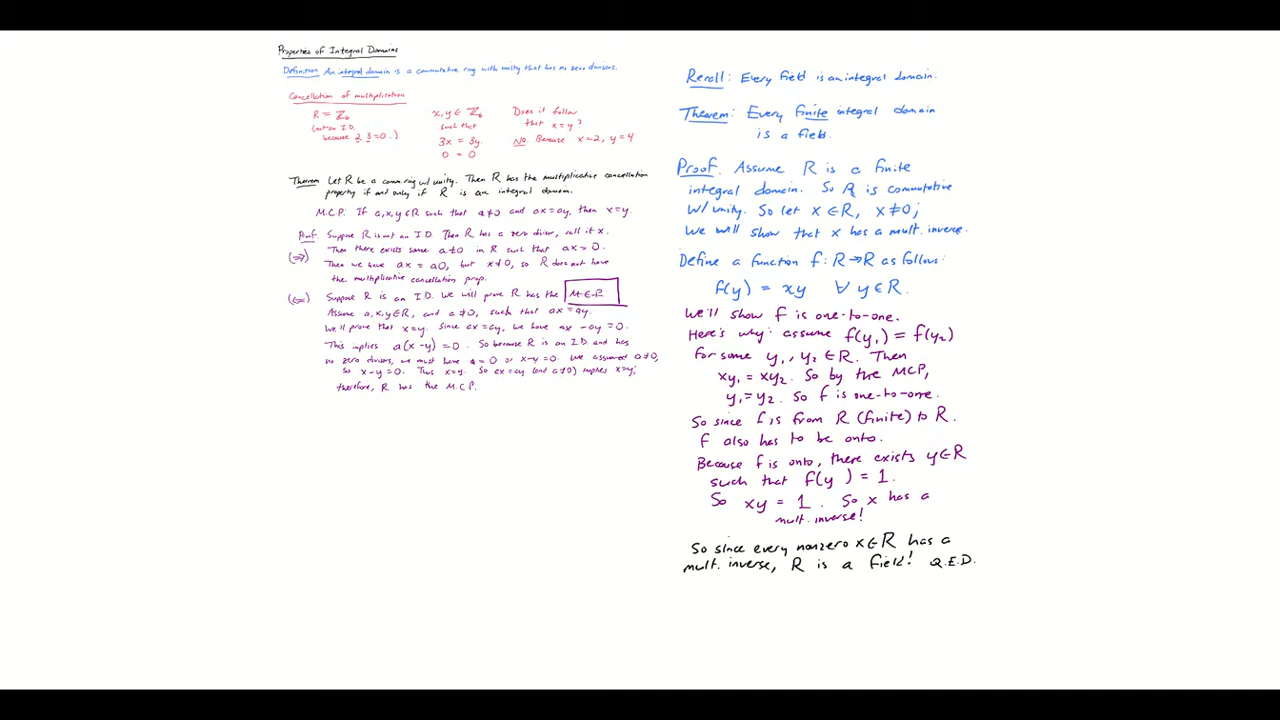 Properties of Integral Domains
Definition An integral domain is a commutative ring with unity that has no zero divisors.
Cancellation of multiplication
R = ℤ₆
(not an I.D.
because 2·3=0.)
x, y ∈ ℤ₆
such that
3x = 3y.
0 = 0
Does it follow
that x = y?
No. Because x=2, y=4
Theorem Let R be a comm. ring w/ unity. Then R has the multiplicative cancellation
property if and only if R is an integral domain.
M.C.P: If a,x,y∈R such that a≠0 and ax=ay, then x=y.
Proof. Suppose R is not an I.D. Then R has a zero divisor, call it x.
(⇒) Then there exists some a≠0 in R such that ax=0.
Then we have ax = a0, but x≠0, so R does not have
the multiplicative cancellation prop.
(⇐) Suppose R is an I.D. We will prove R has the M.C.P.
Assume a,x,y∈R, and a≠0, such that ax=ay.
We'll prove that x=y. Since ax=ay, we have ax-ay=0.
This implies a(x-y)=0. So because R is an I.D and has
no zero divisors, we must have a=0 or x-y=0. We assumed a≠0,
so x-y=0. Thus x=y. So ax=ay (and a≠0) implies x=y;
therefore, R has the M.C.P.
Recall: Every field is an integral domain.
Theorem: Every finite integral domain
is a field.
Proof. Assume R is a finite
integral domain. So R is commutative
w/ unity. So let x∈R, x≠0;
We will show that x has a mult. inverse.
Define a function f: R→R as follows:
f(y) = xy ∀ y∈R.
We'll show f is one-to-one.
Here's why: assume f(y₁) = f(y₂)
for some y₁, y₂ ∈ R. Then
xy₁ = xy₂. So by the MCP,
y₁ = y₂. So f is one-to-one.
So since f is from R (finite) to R.
f also has to be onto.
Because f is onto, there exists y∈R
such that f(y ) = 1.
So xy = 1. So x has a
mult. inverse!
So since every nonzero x∈R has a
mult. inverse, R is a field! Q.E.D.